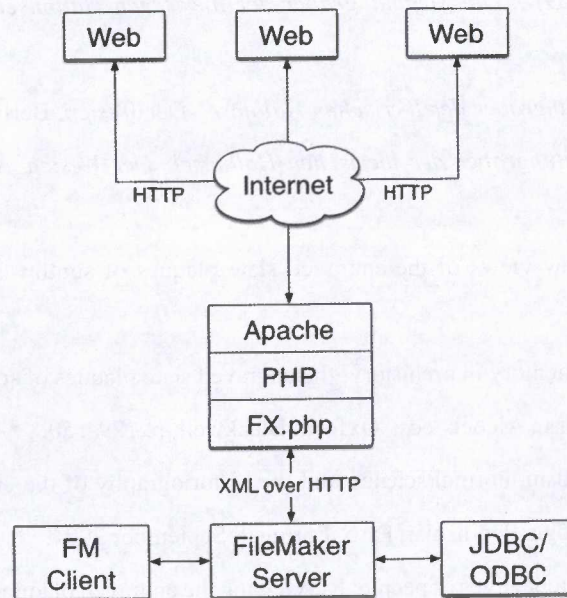 Web
Web
Web
Internet
HTTP
HTTP
Apache
PHP
FX.php
XML over HTTP
FM
Client
FileMaker
Server
JDBC/
ODBC